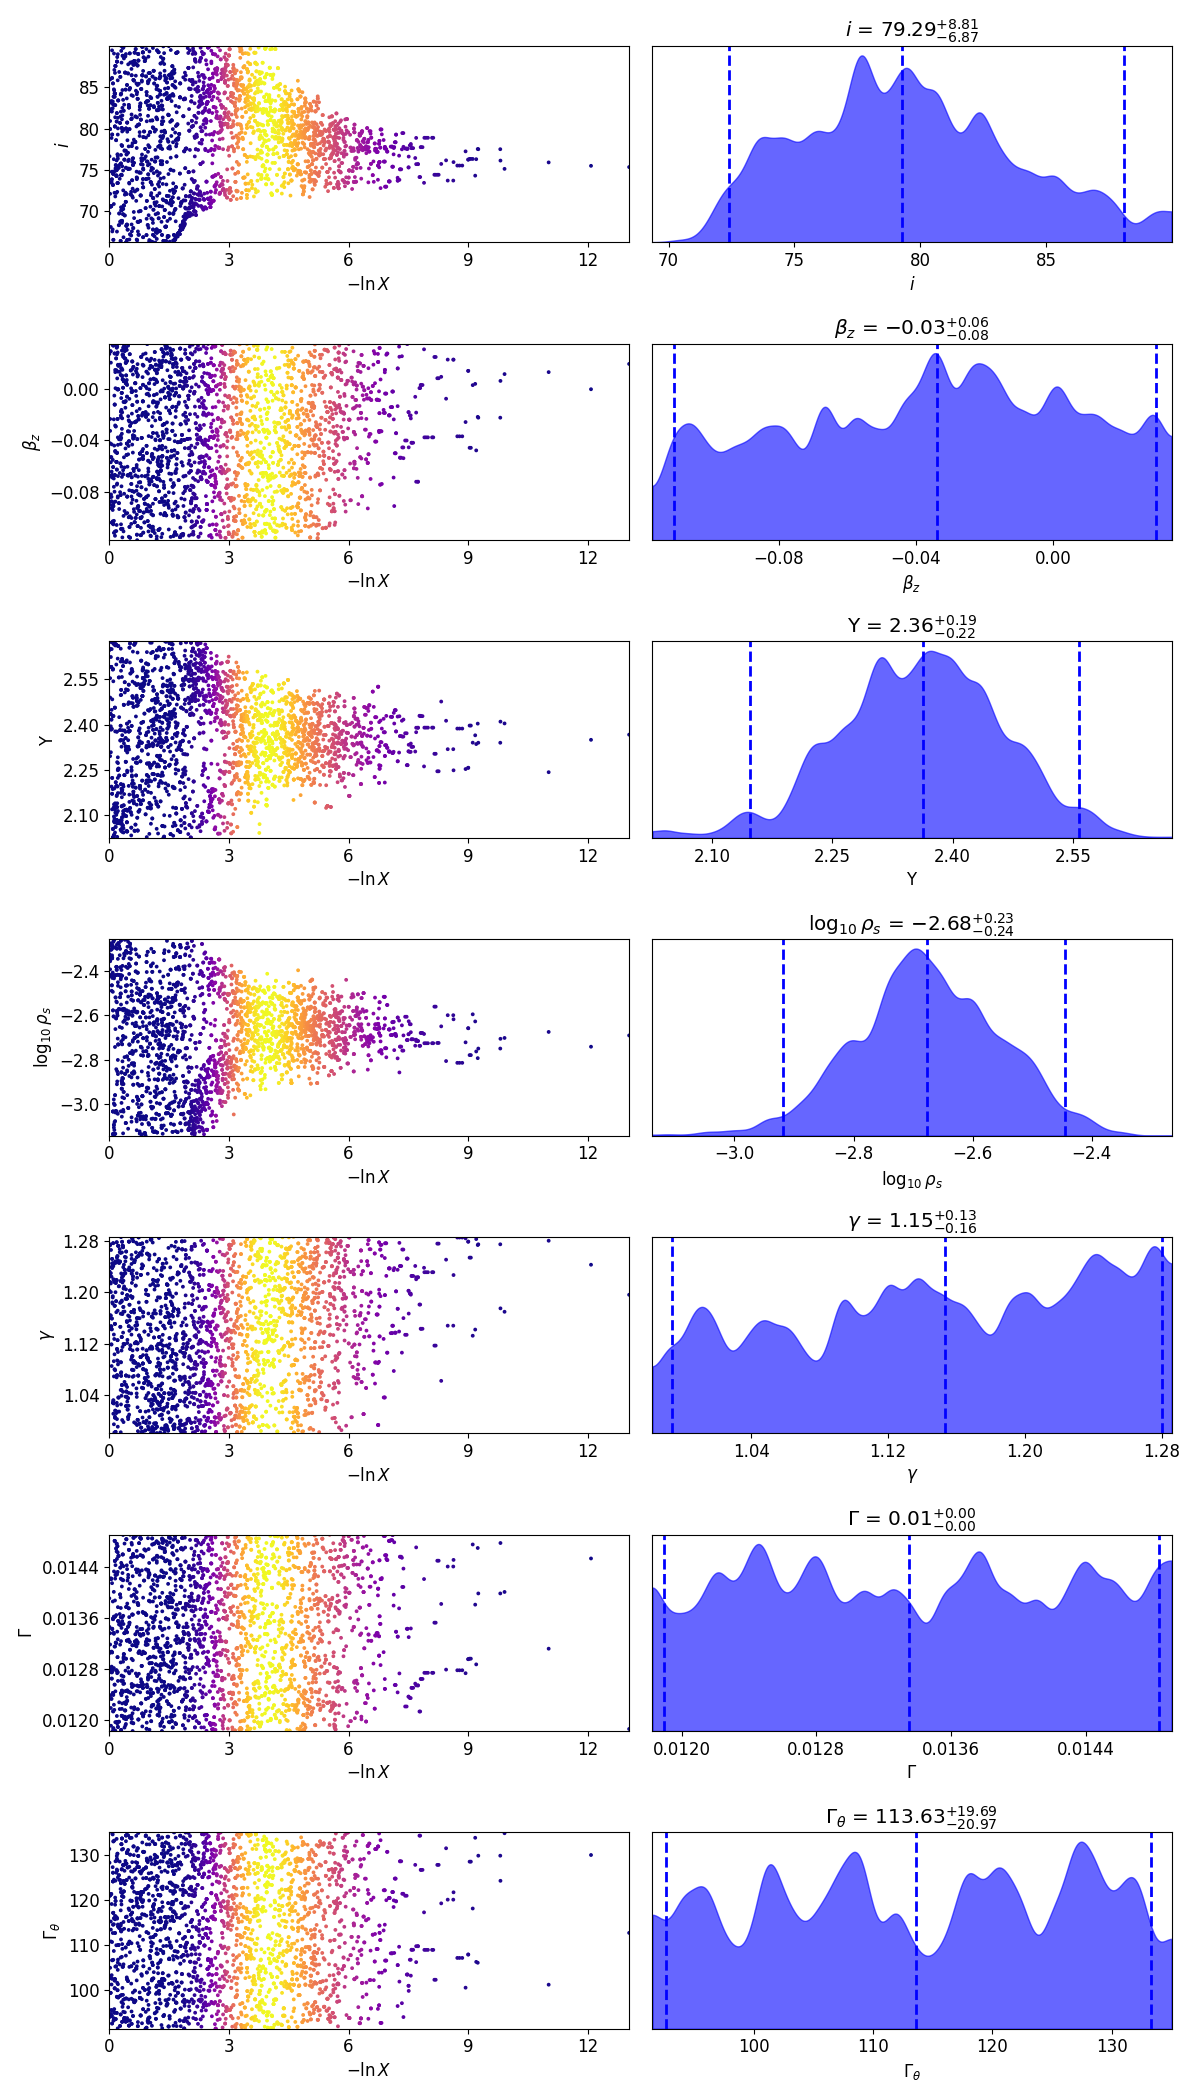 i = 79.29+8.81−6.87
85
80
75
70
i
0 3 6 9 12
−ln X
70 75 80 85
i
βz = −0.03+0.06−0.08
0.00
−0.04
−0.08
βz
0 3 6 9 12
−ln X
−0.08 −0.04 0.00
βz
Υ = 2.36+0.19−0.22
2.55
2.40
2.25
2.10
Υ
0 3 6 9 12
−ln X
2.10 2.25 2.40 2.55
Υ
log10 ρs = −2.68+0.23−0.24
−2.4
−2.6
−2.8
−3.0
log10 ρs
0 3 6 9 12
−ln X
−3.0 −2.8 −2.6 −2.4
log10 ρs
γ = 1.15+0.13−0.16
1.28
1.20
1.12
1.04
γ
0 3 6 9 12
−ln X
1.04 1.12 1.20 1.28
γ
Γ = 0.01+0.00−0.00
0.0144
0.0136
0.0128
0.0120
Γ
0 3 6 9 12
−ln X
0.0120 0.0128 0.0136 0.0144
Γ
Γθ = 113.63+19.69−20.97
130
120
110
100
Γθ
0 3 6 9 12
−ln X
100 110 120 130
Γθ